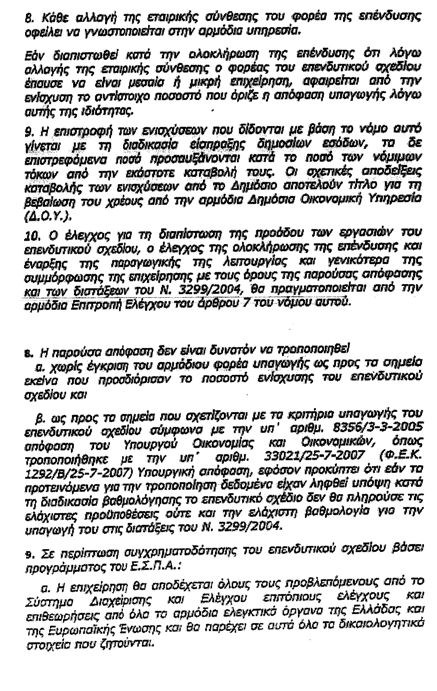 8. Κάθε αλλαγή της εταιρικής σύνθεσης του φορέα της επένδυσης
οφείλει να γνωστοποιείται στην αρμόδια υπηρεσία.
Εάν διαπιστωθεί κατά την ολοκλήρωση της επένδυσης ότι λόγω
αλλαγής της εταιρικής σύνθεσης ο φορέας του επενδυτικού σχεδίου
έπαυσε να είναι μεσαία ή μικρή επιχείρηση, αφαιρείται από την
ενίσχυση το αντίστοιχο ποσοστό που όριζε η απόφαση υπαγωγής λόγω
αυτής της ιδιότητας.
9. Η επιστροφή των ενισχύσεων που δίδονται με βάση το νόμο αυτό
γίνεται με τη διαδικασία είσπραξης δημοσίων εσόδων, τα δε
επιστρεφόμενα ποσά προσαυξάνονται κατά το ποσό των νόμιμων
τόκων από την εκάστοτε καταβολή τους. Οι σχετικές αποδείξεις
καταβολής των ενισχύσεων από το Δημόσιο αποτελούν τίτλο για τη
βεβαίωση του χρέους από την αρμόδια Δημόσια Οικονομική Υπηρεσία
(Δ.Ο.Υ.).
10. Ο έλεγχος για τη διαπίστωση της προόδου των εργασιών του
επενδυτικού σχεδίου, ο έλεγχος της ολοκλήρωσης της επένδυσης και
έναρξης της παραγωγικής της λειτουργίας και γενικότερα της
συμμόρφωσης της επιχείρησης με τους όρους της παρούσας απόφασης
και των διατάξεων του Ν. 3299/2004, θα πραγματοποιείται από την
αρμόδια Επιτροπή Ελέγχου του άρθρου 7 του νόμου αυτού.
8. Η παρούσα απόφαση δεν είναι δυνατόν να τροποποιηθεί
α. χωρίς έγκριση του αρμόδιου φορέα υπαγωγής ως προς τα σημεία
εκείνα που προσδιόρισαν το ποσοστό ενίσχυσης του επενδυτικού
σχεδίου και
β. ως προς τα σημεία που σχετίζονται με τα κριτήρια υπαγωγής του
επενδυτικού σχεδίου σύμφωνα με την υπ' αριθμ. 8356/3-3-2005
απόφαση του Υπουργού Οικονομίας και Οικονομικών, όπως
τροποποιήθηκε με την υπ' αριθμ. 33021/25-7-2007 (Φ.Ε.Κ.
1292/Β/25-7-2007) Υπουργική απόφαση, εφόσον προκύπτει ότι εάν τα
προτεινόμενα για την τροποποίηση δεδομένα είχαν ληφθεί υπόψη κατά
τη διαδικασία βαθμολόγησης το επενδυτικό σχέδιο δεν θα πληρούσε τις
ελάχιστες προϋποθέσεις ούτε και την ελάχιστη βαθμολογία για την
υπαγωγή του στις διατάξεις του Ν. 3299/2004.
9. Σε περίπτωση συγχρηματοδότησης του επενδυτικού σχεδίου βάσει
προγράμματος του Ε.Σ.Π.Α.:
α. Η επιχείρηση θα αποδέχεται όλους τους προβλεπόμενους από το
Σύστημα Διαχείρισης και Ελέγχου επιτόπιους ελέγχους και
επιθεωρήσεις από όλα τα αρμόδια ελεγκτικά όργανα της Ελλάδας και
της Ευρωπαϊκής Ένωσης και θα παρέχει σε αυτά όλα τα δικαιολογητικά
στοιχεία που ζητούνται.